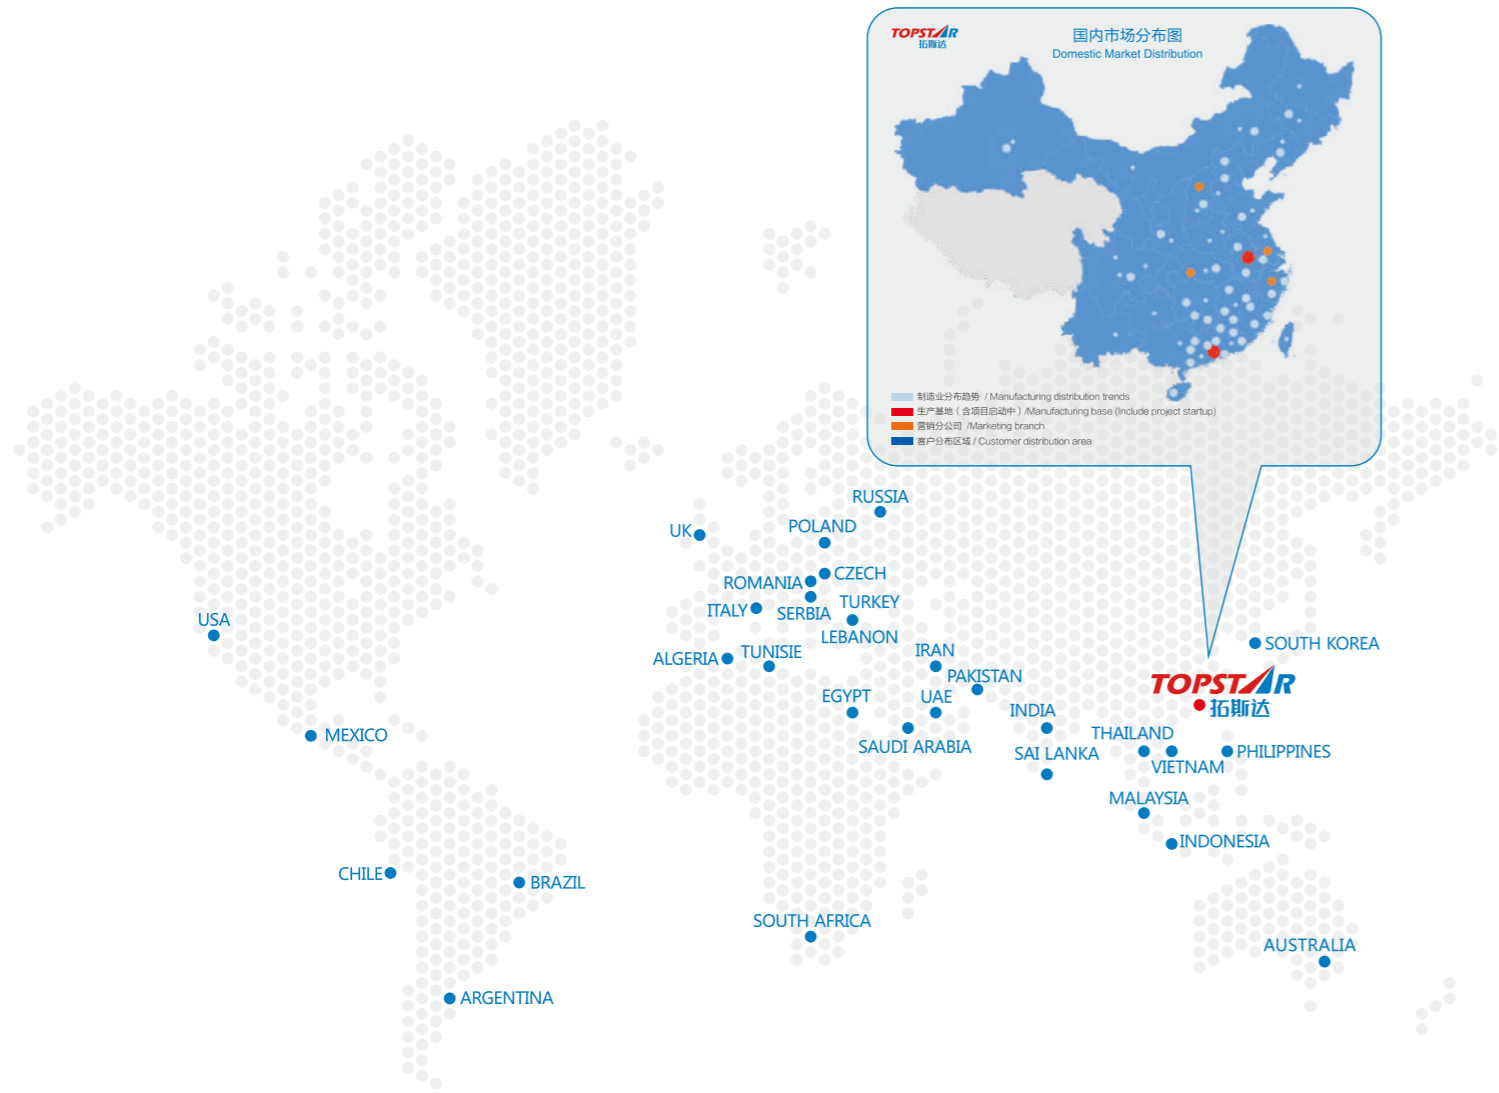 TOPSTAR
拓斯达
国内市场分布图
Domestic Market Distribution
制造业分布趋势 / Manufacturing distribution trends
生产基地（含项目启动中）/Manufacturing base (Include project startup)
营销分公司 /Marketing branch
客户分布区域 / Customer distribution area
RUSSIA
UK
POLAND
CZECH
ROMANIA
ITALY
SERBIA
TURKEY
LEBANON
USA
ALGERIA
TUNISIE
IRAN
SOUTH KOREA
PAKISTAN
TOPSTAR
拓斯达
EGYPT
UAE
INDIA
MEXICO
SAUDI ARABIA
SAI LANKA
THAILAND
VIETNAM
PHILIPPINES
MALAYSIA
INDONESIA
CHILE
BRAZIL
SOUTH AFRICA
AUSTRALIA
ARGENTINA